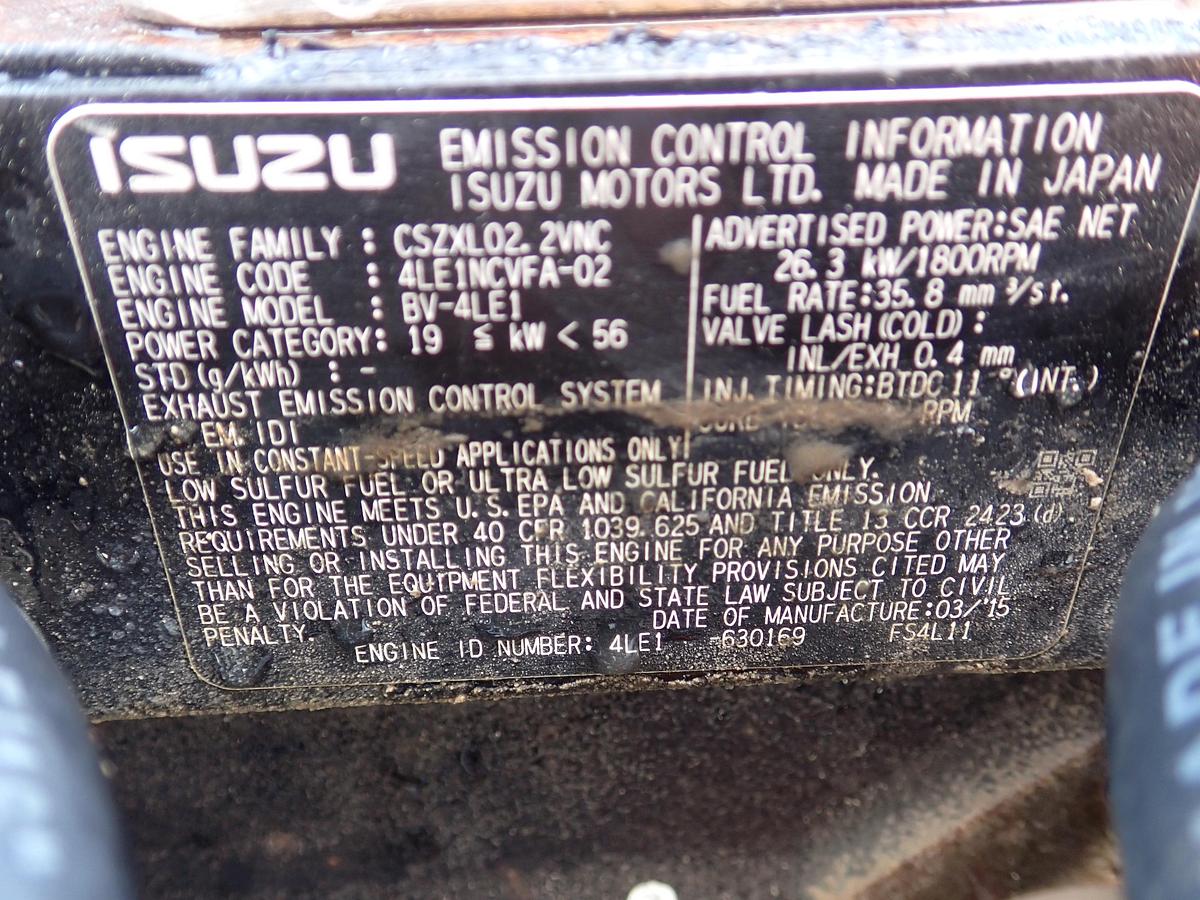 ISUZU
EMISSION CONTROL INFORMATION
ISUZU MOTORS LTD. MADE IN JAPAN
ENGINE FAMILY : CSZXL02.2VNC
ENGINE CODE : 4LE1NCVFA-02
ENGINE MODEL : BV-4LE1
POWER CATEGORY: 19 ≦ kW < 56
STD(g/kWh) : -
EXHAUST EMISSION CONTROL SYSTEM
EM. IDI
ADVERTISED POWER:SAE NET
26.3 kW/1800RPM
FUEL RATE:35.8 mm³/st.
VALVE LASH(COLD):
INL/EXH 0.4 mm
INJ.TIMING:BTDC 11 °(INT.)
RPM
USE IN CONSTANT-SPEED APPLICATIONS ONLY
LOW SULFUR FUEL OR ULTRA LOW SULFUR FUEL ONLY.
THIS ENGINE MEETS U.S.EPA AND CALIFORNIA EMISSION
REQUIREMENTS UNDER 40 CFR 1039.625 AND TITLE 13 CCR 2423(d).
SELLING OR INSTALLING THIS ENGINE FOR ANY PURPOSE OTHER
THAN FOR THE EQUIPMENT FLEXIBILITY PROVISIONS CITED MAY
BE A VIOLATION OF FEDERAL AND STATE LAW SUBJECT TO CIVIL
PENALTY.
DATE OF MANUFACTURE:03/'15
ENGINE ID NUMBER: 4LE1 -630169 FS4L11